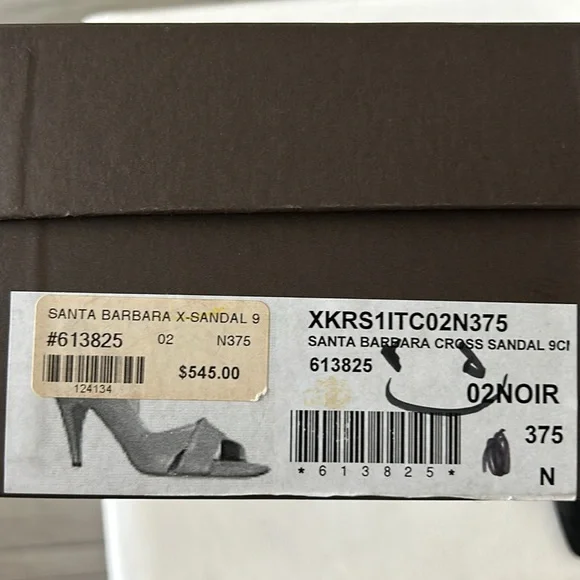 SANTA BARBARA X-SANDAL 9
#613825 02 N375
$545.00
124134
XKRS1ITC02N375
SANTA BARBARA CROSS SANDAL 9CM
613825
02NOIR
*613825*
375
N